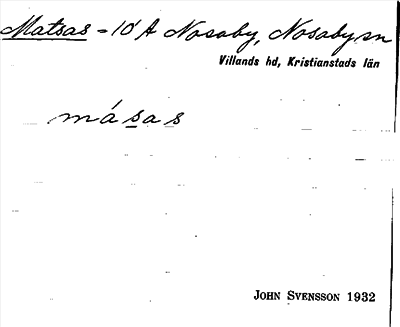 Matsas = 10 A Nosaby, Nosaby sn
Villands hd, Kristianstads län
másas
JOHN SVENSSON 1932